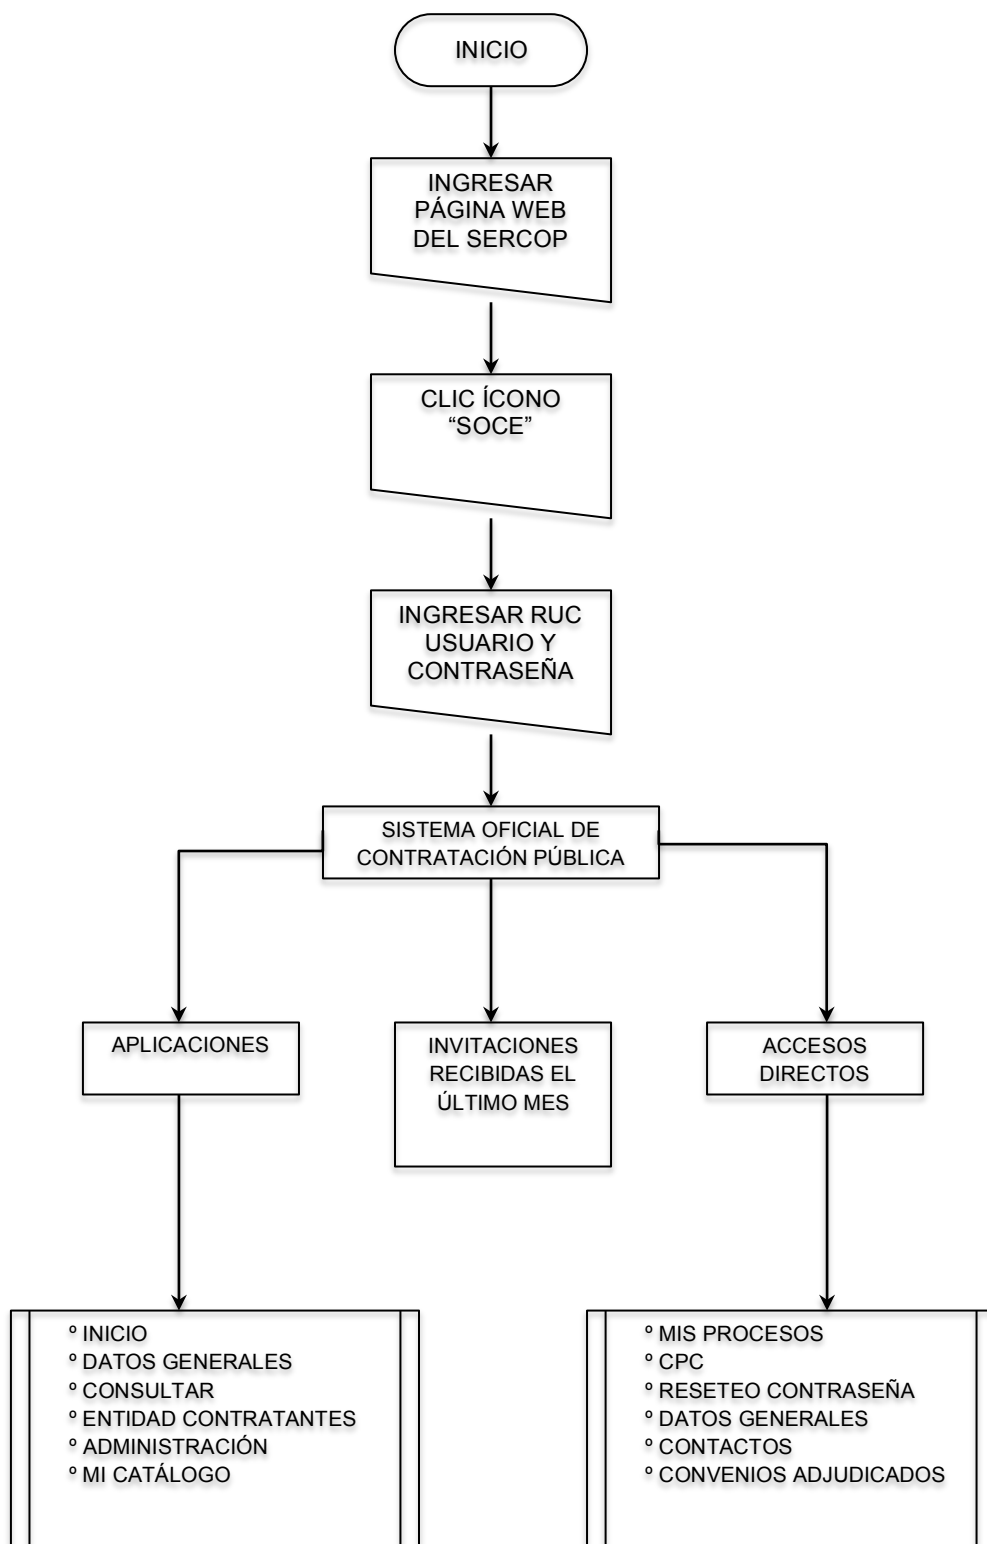 INICIO
INGRESAR
PÁGINA WEB
DEL SERCOP
CLIC ÍCONO
“SOCE”
INGRESAR RUC
USUARIO Y
CONTRASEÑA
SISTEMA OFICIAL DE
CONTRATACIÓN PÚBLICA
APLICACIONES
INVITACIONES
RECIBIDAS EL
ÚLTIMO MES
ACCESOS
DIRECTOS
º INICIO
º DATOS GENERALES
º CONSULTAR
º ENTIDAD CONTRATANTES
º ADMINISTRACIÓN
º MI CATÁLOGO
º MIS PROCESOS
º CPC
º RESETEO CONTRASEÑA
º DATOS GENERALES
º CONTACTOS
º CONVENIOS ADJUDICADOS